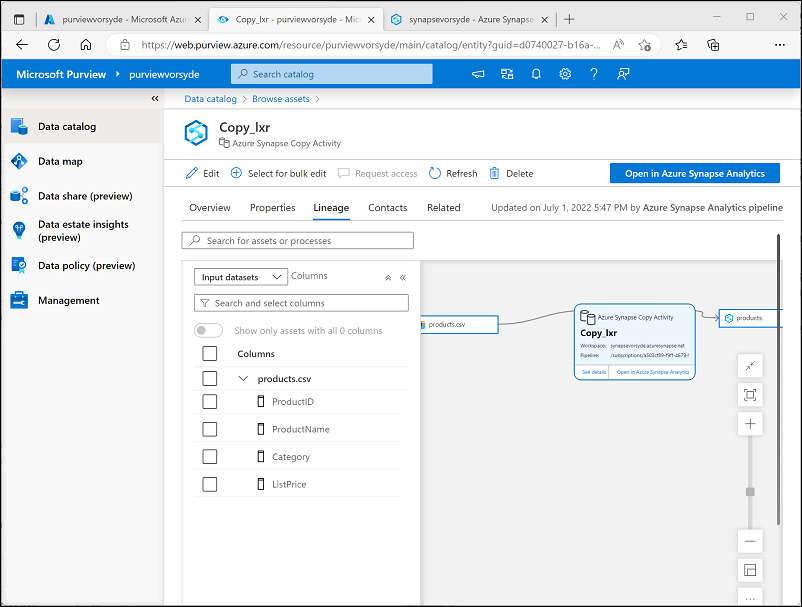 purviewvorsyde - Microsoft Azur
Copy_lxr - purviewvorsyde - Mic
synapsevorsyde - Azure Synapse
https://web.purview.azure.com/resource/purviewvorsyde/main/catalog/entity?guid=d0740027-b16a-...
Microsoft Purview
purviewvorsyde
Search catalog
Data catalog
Browse assets
Data catalog
Data map
Data share (preview)
Data estate insights
(preview)
Data policy (preview)
Management
Copy_lxr
Azure Synapse Copy Activity
Edit
Select for bulk edit
Request access
Refresh
Delete
Open in Azure Synapse Analytics
Overview
Properties
Lineage
Contacts
Related
Updated on July 1, 2022 5:47 PM by Azure Synapse Analytics pipeline
Search for assets or processes
Input datasets
Columns
Search and select columns
Show only assets with all 0 columns
Columns
products.csv
ProductID
ProductName
Category
ListPrice
products.csv
Azure Synapse Copy Activity
Copy_lxr
Workspace: synapsevorsyde.azuresynapse.net
Pipeline: /subscriptions/a503cf89-f9ff-4679-
See details
Open in Azure Synapse Analytics
products